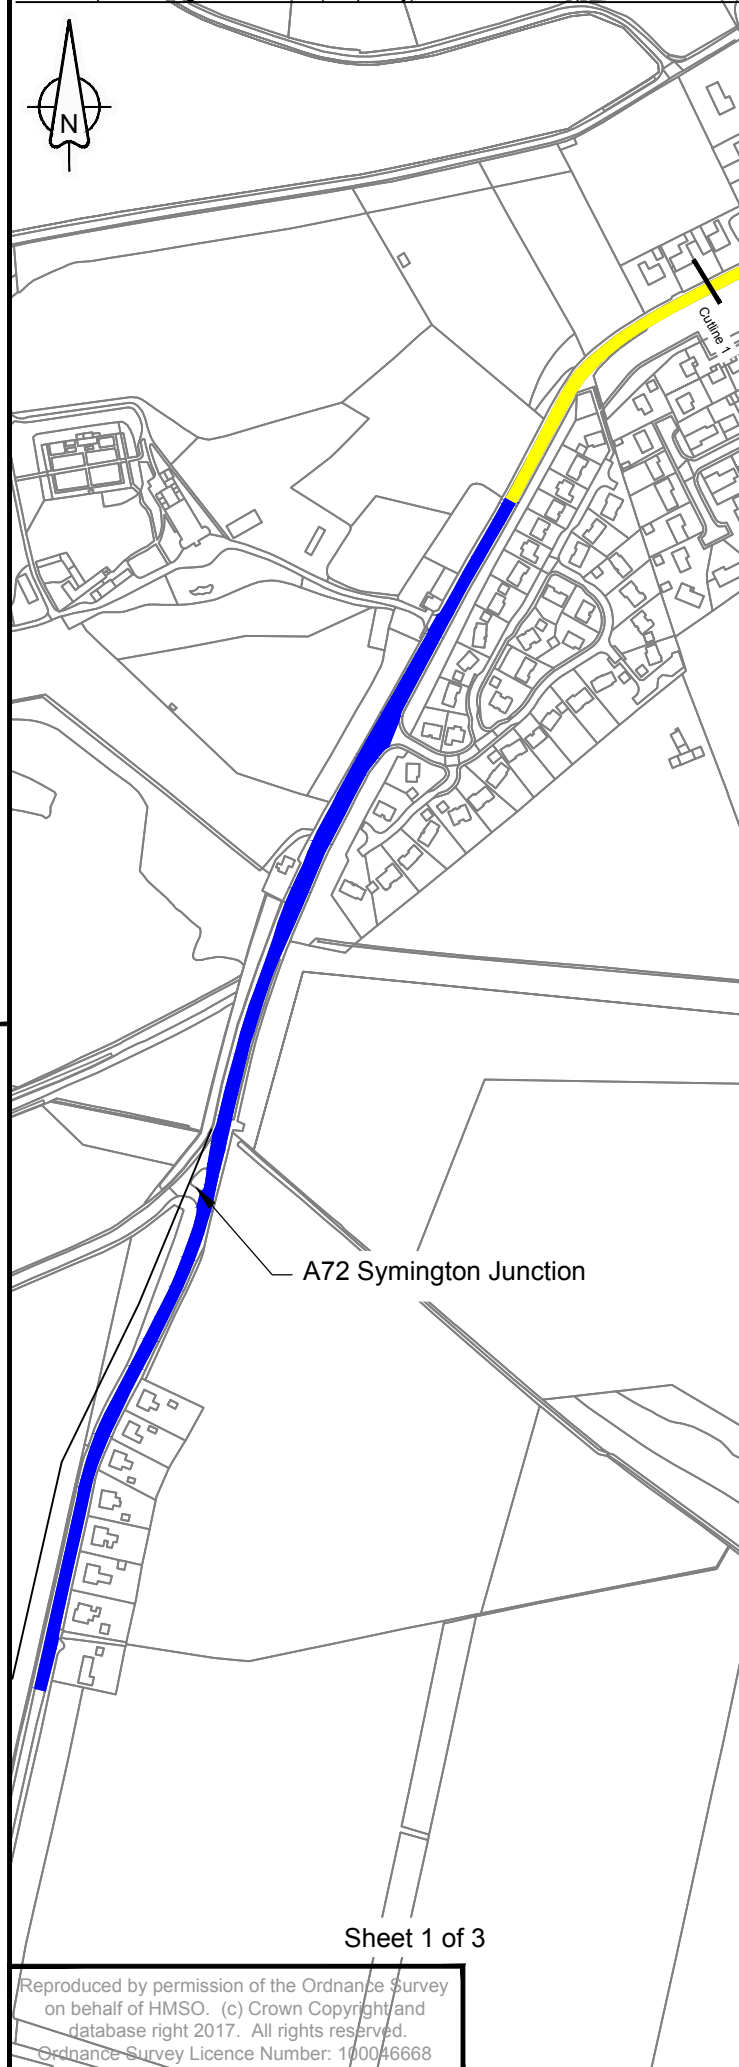 N
Cutline 1
A72 Symington Junction
Sheet 1 of 3
Reproduced by permission of the Ordnance Survey
on behalf of HMSO. (c) Crown Copyright and
database right 2017. All rights reserved.
Ordnance Survey Licence Number: 100046668